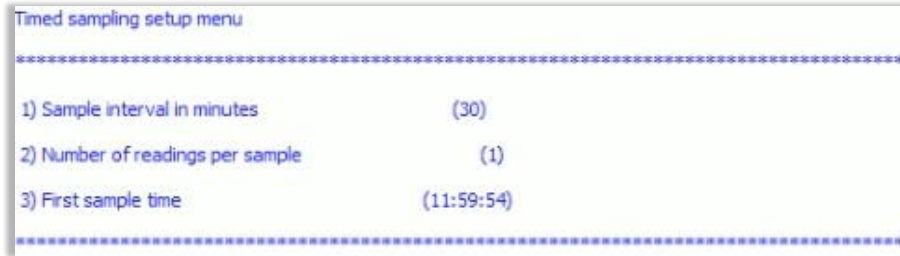 Timed sampling setup menu
************************************************************************************
1) Sample interval in minutes (30)
2) Number of readings per sample (1)
3) First sample time (11:59:54)
************************************************************************************